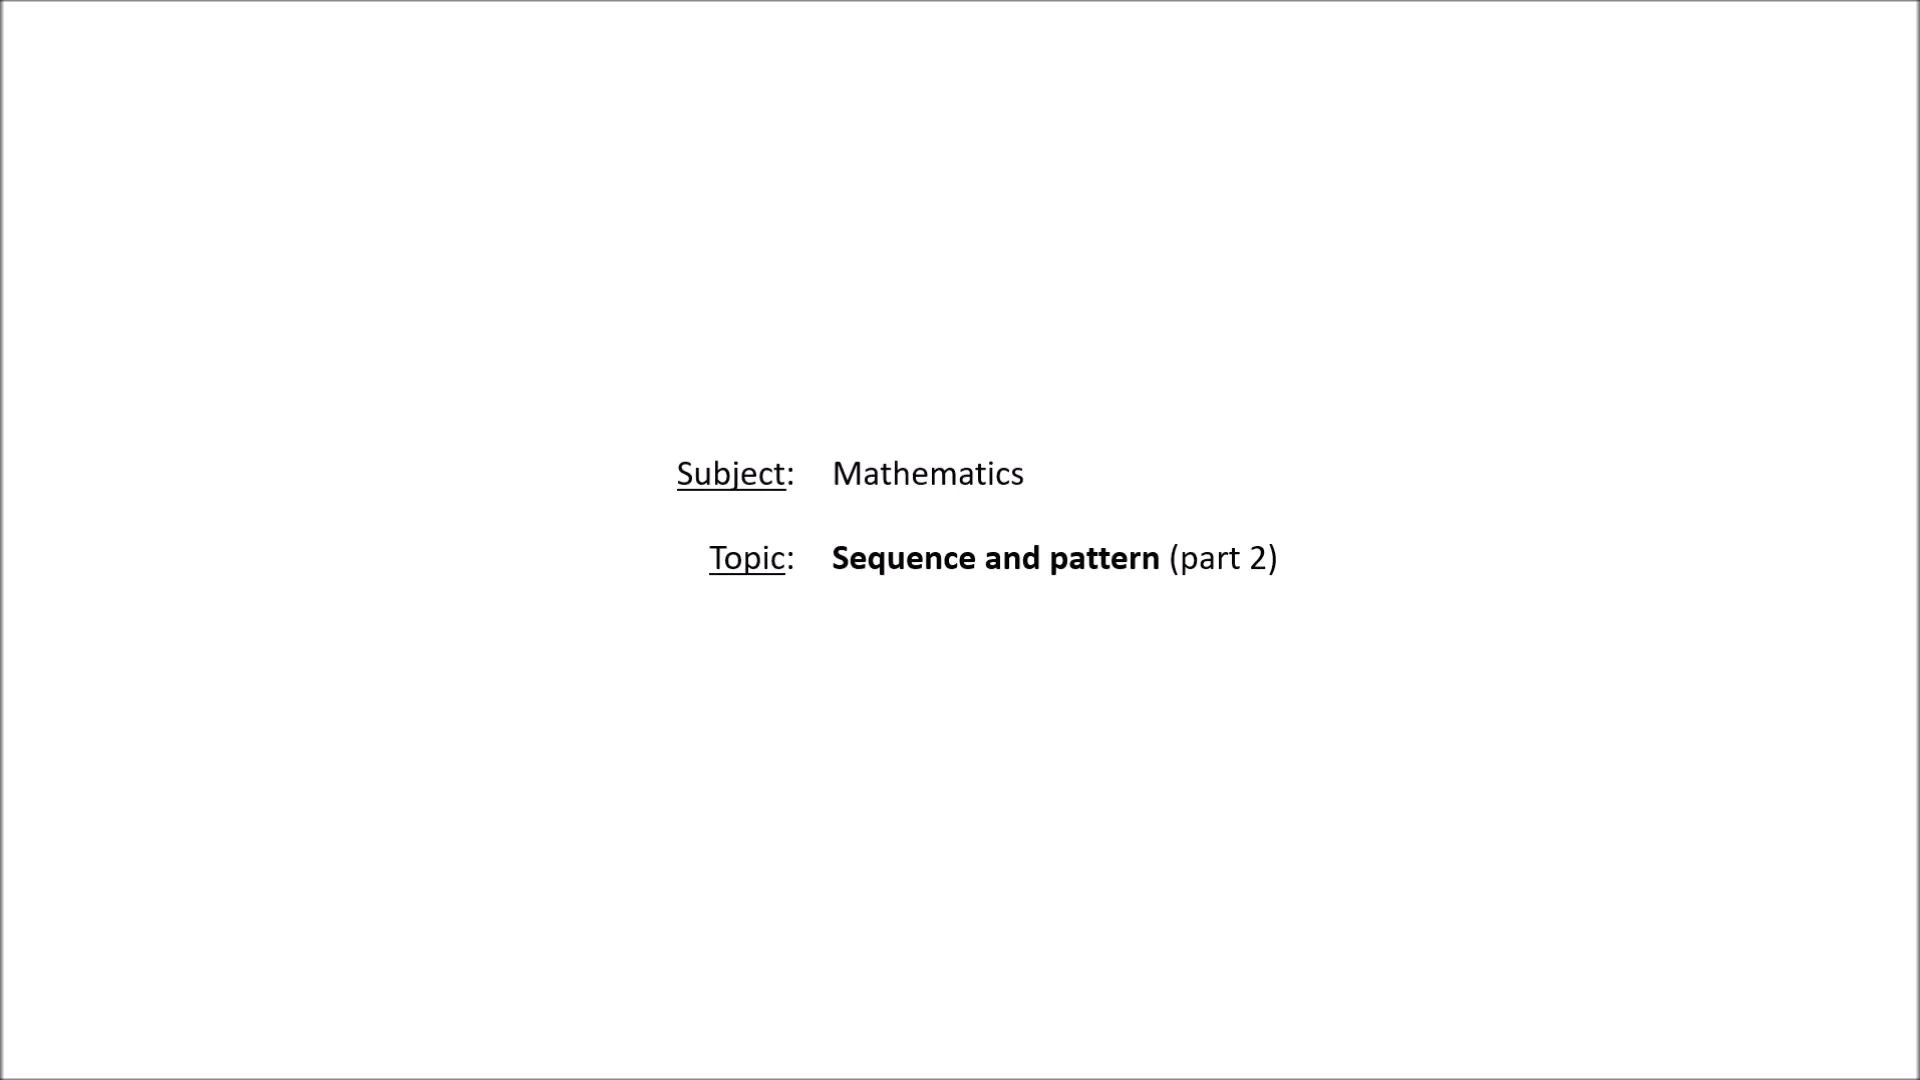 Subject: Mathematics
Topic: Sequence and pattern (part 2)